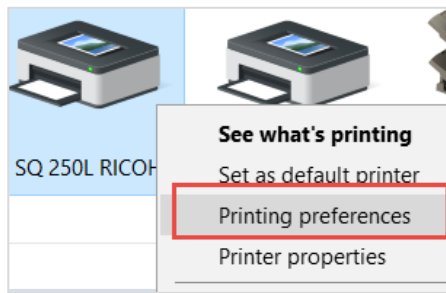 See what's printing
SQ 250L RICOH
Set as default printer
Printing preferences
Printer properties